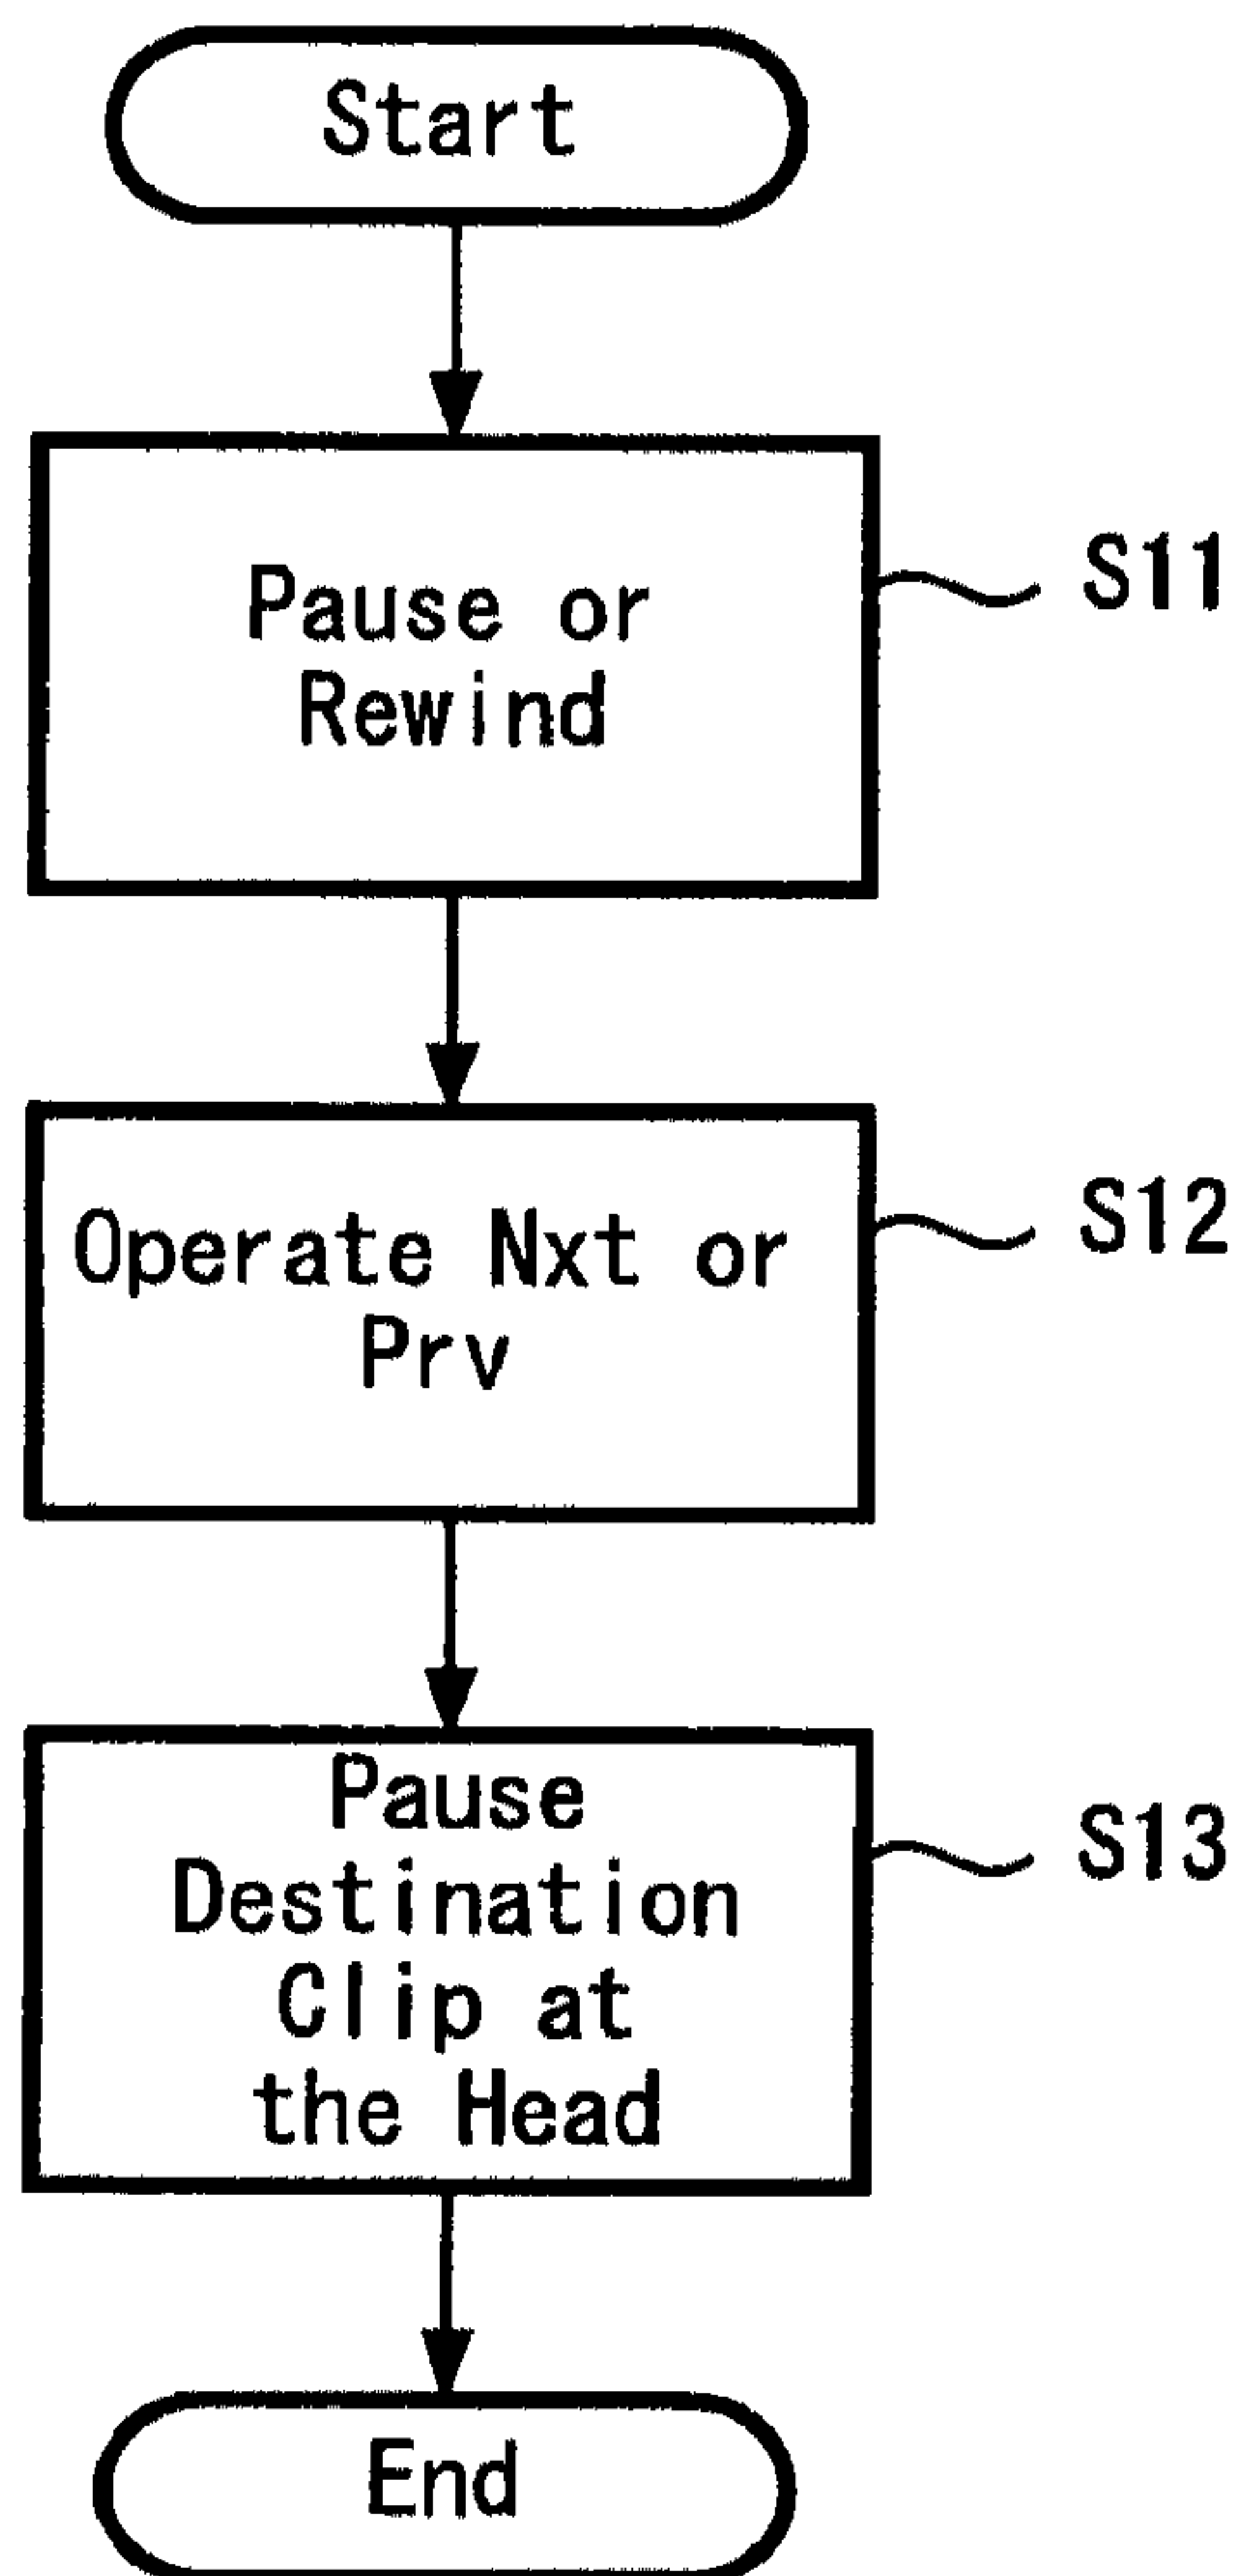 Start
Pause or
Rewind
S11
Operate Nxt or
Prv
S12
Pause
Destination
Clip at
the Head
S13
End